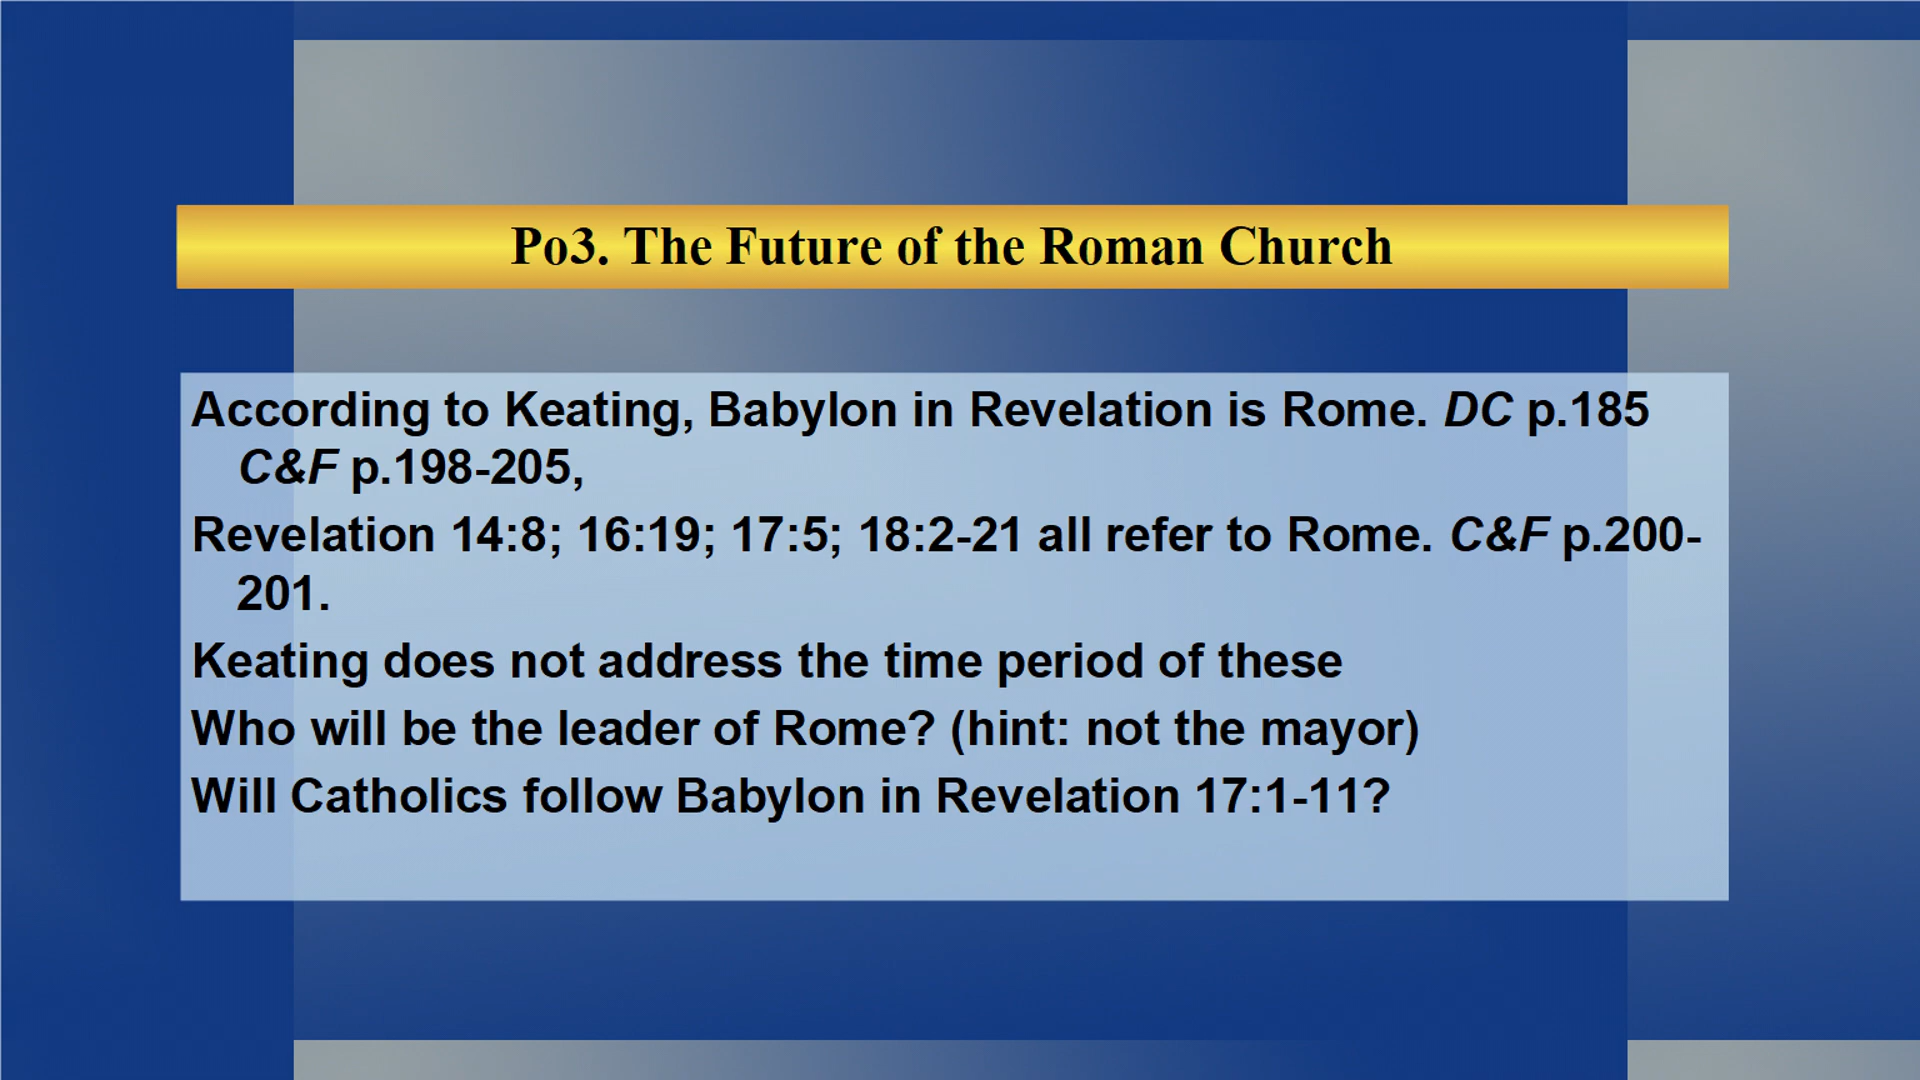 Po3. The Future of the Roman Church
According to Keating, Babylon in Revelation is Rome. DC p.185
C&F p.198-205,
Revelation 14:8; 16:19; 17:5; 18:2-21 all refer to Rome. C&F p.200-
201.
Keating does not address the time period of these
Who will be the leader of Rome? (hint: not the mayor)
Will Catholics follow Babylon in Revelation 17:1-11?